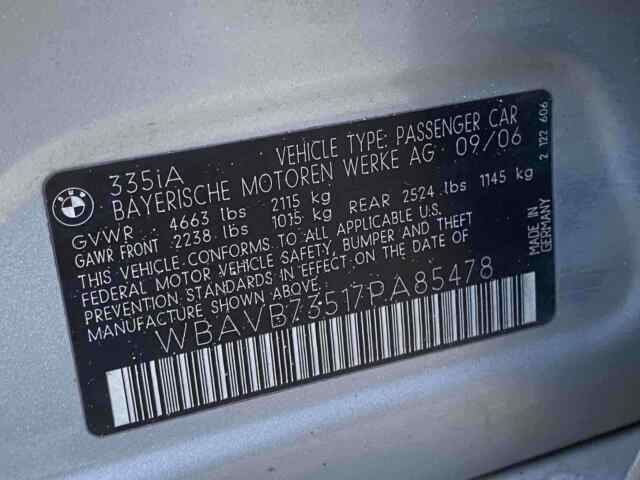 BMW
335iA VEHICLE TYPE: PASSENGER CAR
BAYERISCHE MOTOREN WERKE AG 09/06
GVWR 4663 lbs 2115 kg
GAWR FRONT 2238 lbs 1015 kg REAR 2524 lbs 1145 kg
THIS VEHICLE CONFORMS TO ALL APPLICABLE U.S.
FEDERAL MOTOR VEHICLE SAFETY, BUMPER AND THEFT
PREVENTION STANDARDS IN EFFECT ON THE DATE OF
MANUFACTURE SHOWN ABOVE.
WBAVB73517PA85478
MADE IN
GERMANY
2 122 606